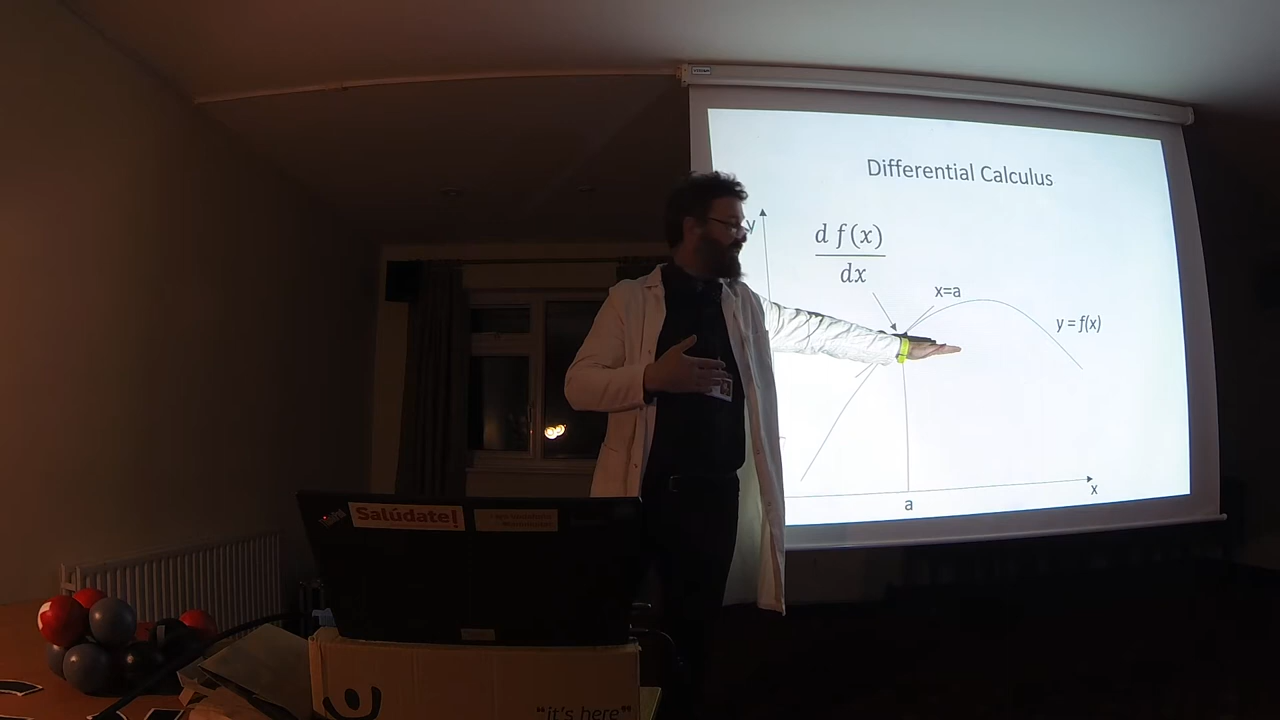 Differential Calculus
y
d f(x)
dx
x=a
y = f(x)
x
a
Salúdate!
"it's here"